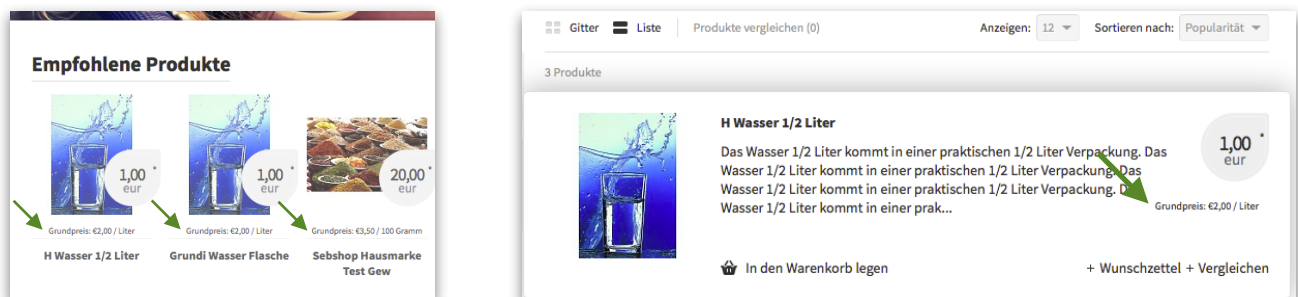 Empfohlene Produkte
1,00 *
eur
1,00 *
eur
20,00 *
eur
Grundpreis: €2,00 / Liter
Grundpreis: €2,00 / Liter
Grundpreis: €3,50 / 100 Gramm
H Wasser 1/2 Liter
Grundi Wasser Flasche
Sebshop Hausmarke
Test Gew
Gitter Liste Produkte vergleichen (0) Anzeigen: 12 Sortieren nach: Popularität
3 Produkte
H Wasser 1/2 Liter
Das Wasser 1/2 Liter kommt in einer praktischen 1/2 Liter Verpackung. Das
Wasser 1/2 Liter kommt in einer praktischen 1/2 Liter Verpackung. Das
Wasser 1/2 Liter kommt in einer praktischen 1/2 Liter Verpackung.
Wasser 1/2 Liter kommt in einer prak...
1,00 *
eur
Grundpreis: €2,00 / Liter
In den Warenkorb legen
+ Wunschzettel + Vergleichen